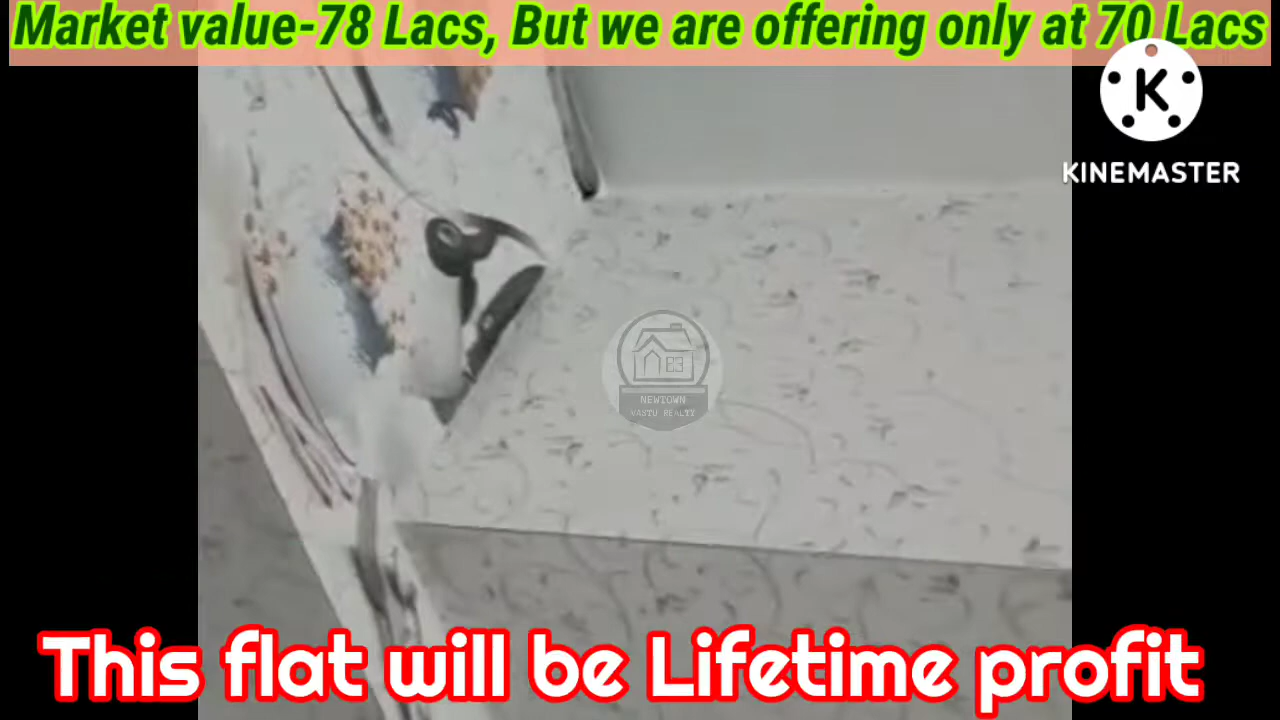 Market value-78 Lacs, But we are offering only at 70 Lacs
K
KINEMASTER
NEWTOWN
VASTU REALTY
This flat will be Lifetime profit